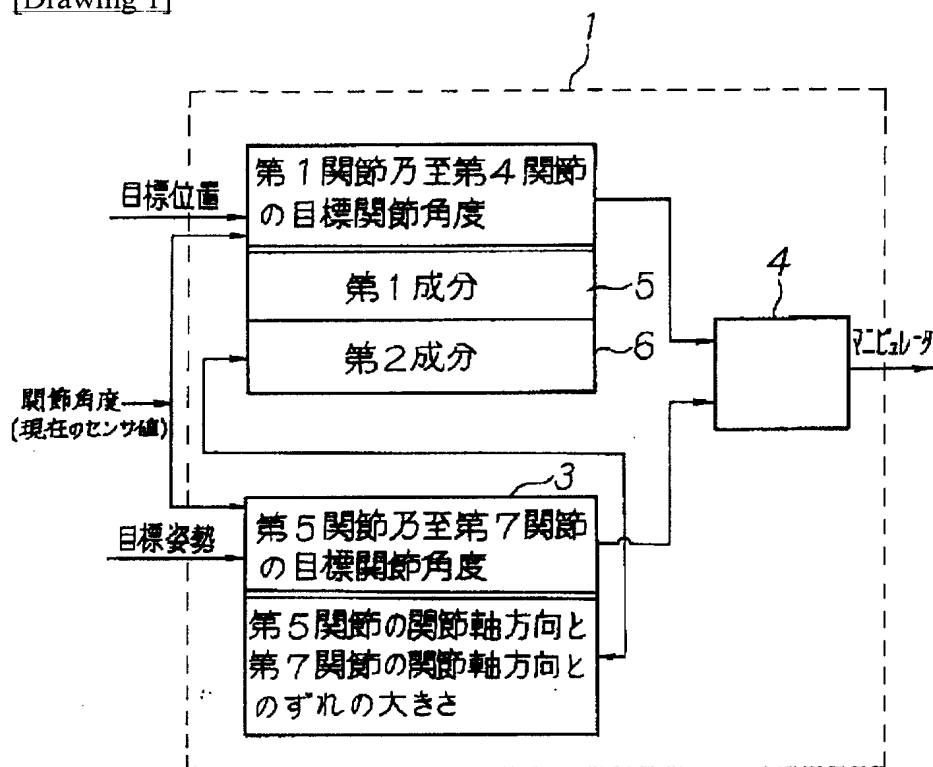 [Drawing 1]
1
第1関節乃至第4関節
の目標関節角度
目標位置
第1成分
5
第2成分
6
4
マニピュレータ
関節角度
(現在のセンサ値)
3
目標姿勢
第5関節乃至第7関節
の目標関節角度
第5関節の関節軸方向と
第7関節の関節軸方向と
のずれの大きさ